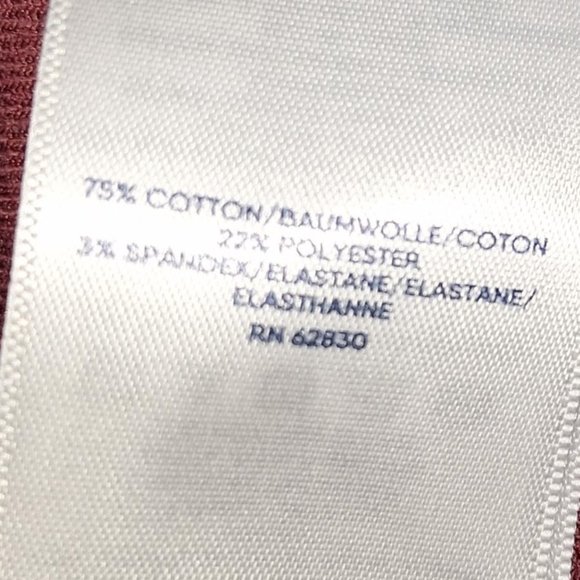 75% COTTON/BAUMWOLLE/COTON
22% POLYESTER
3% SPANDEX/ELASTANE/ELASTANE/
ELASTHANNE
RN 62830